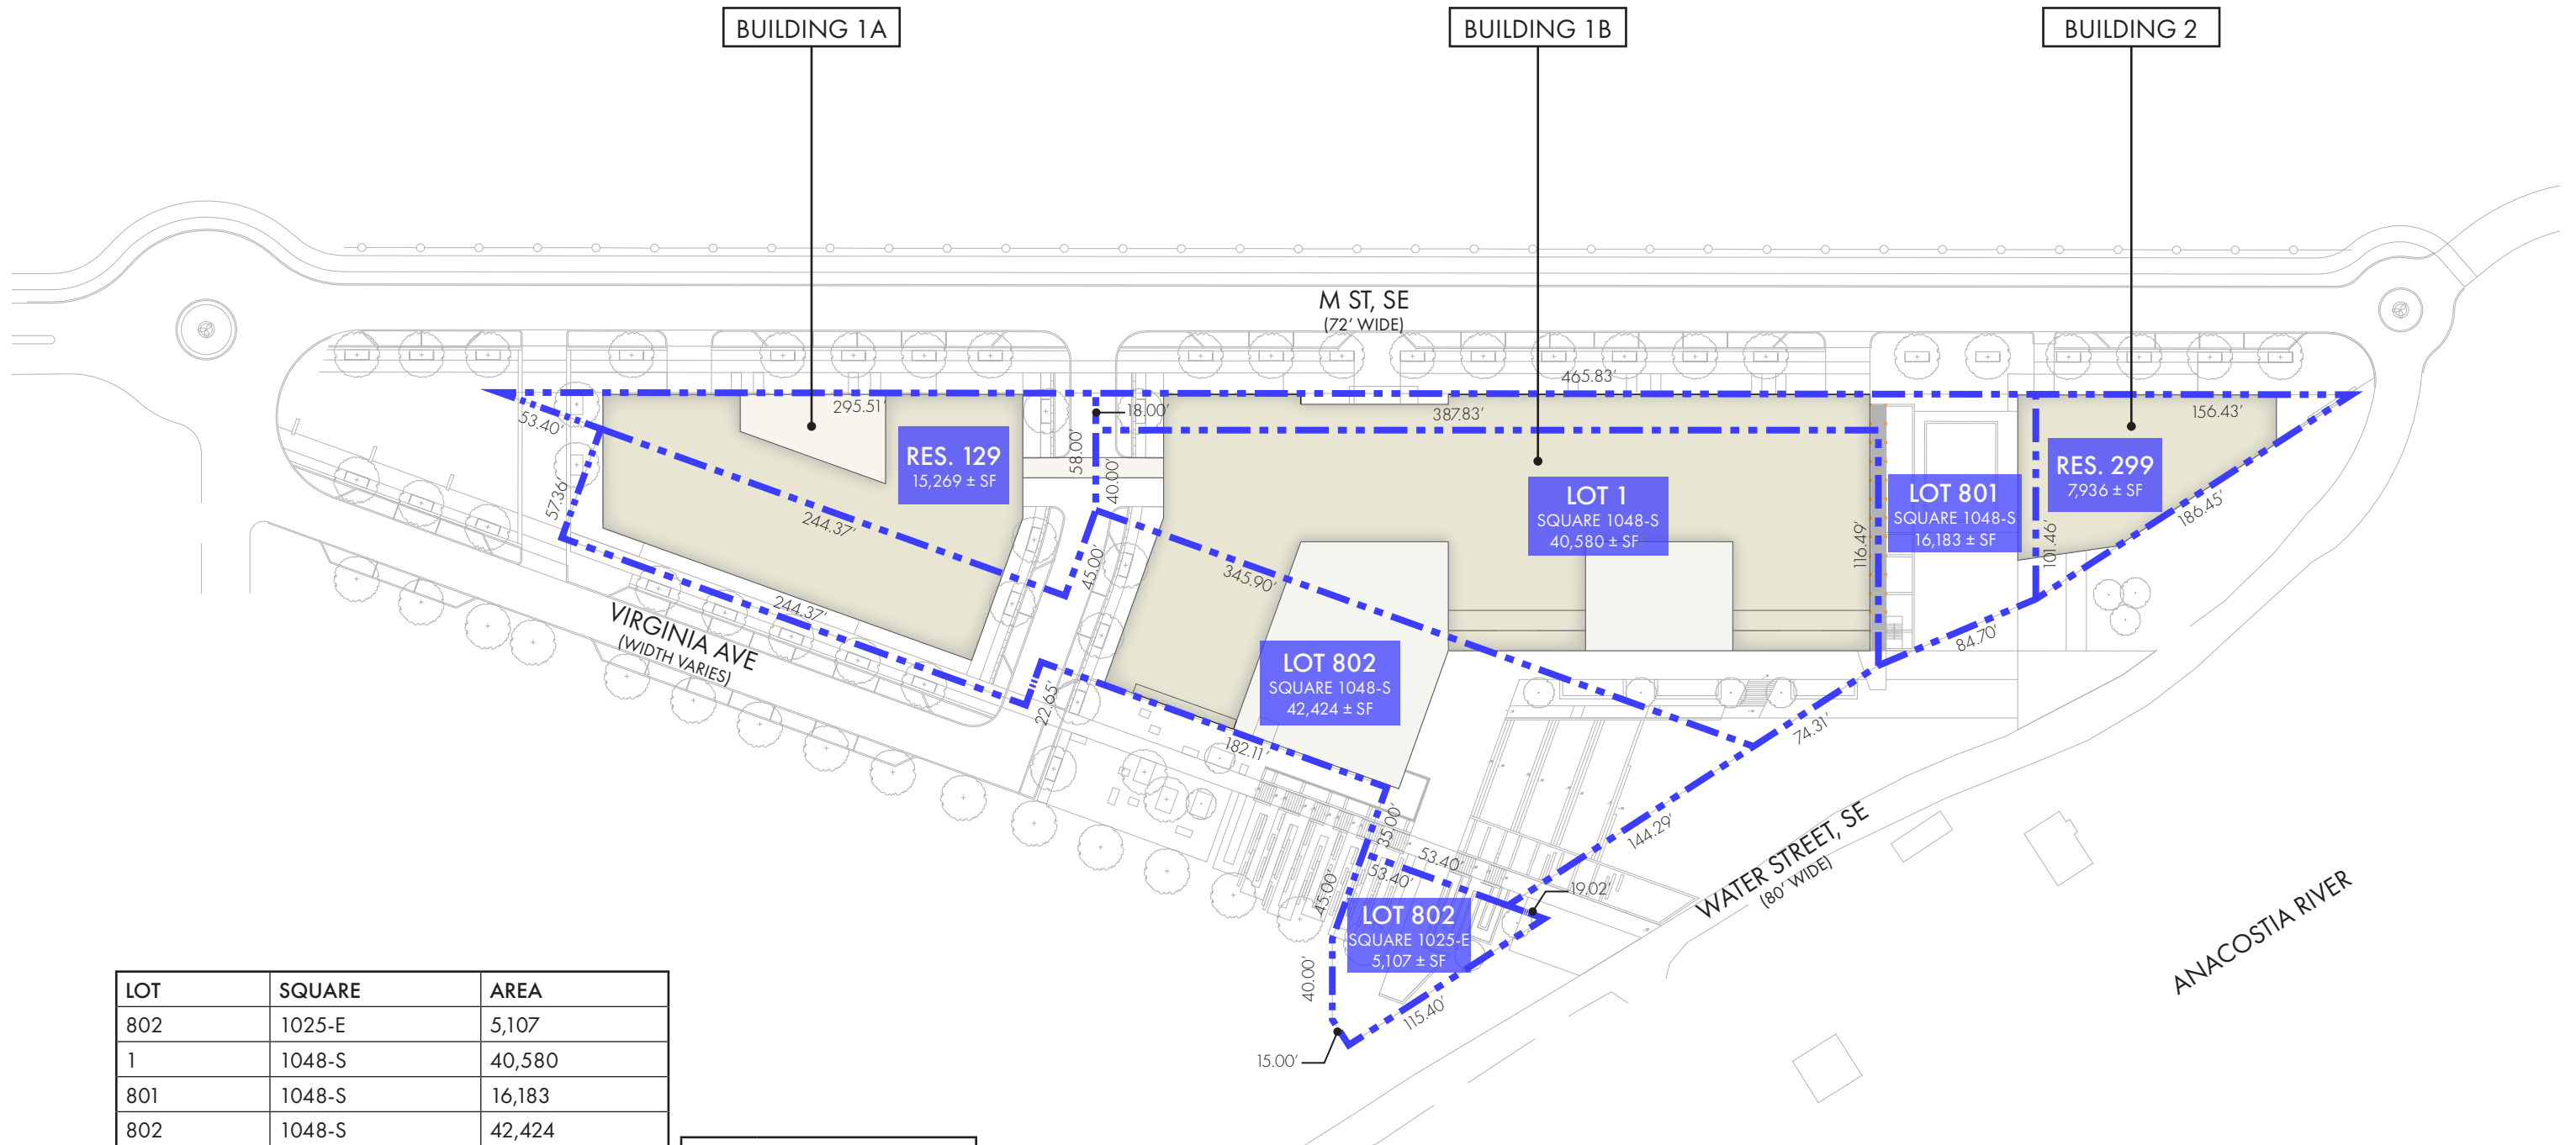 BUILDING 1A
BUILDING 1B
BUILDING 2
M ST, SE
(72' WIDE)
465.83'
295.51'
18.00'
387.83'
156.43'
53.40'
58.00'
40.00'
57.36'
244.37'
45.00'
345.90'
116.49'
101.46'
186.45'
RES. 129
15,269 ± SF
LOT 1
SQUARE 1048-S
40,580 ± SF
LOT 801
SQUARE 1048-S
16,183 ± SF
RES. 299
7,936 ± SF
244.37'
VIRGINIA AVE
(WIDTH VARIES)
22.65'
LOT 802
SQUARE 1048-S
42,424 ± SF
84.70'
74.31'
182.11'
144.29'
35.00'
53.40'
53.40'
19.02'
45.00'
LOT 802
SQUARE 1025-E
5,107 ± SF
40.00'
115.40'
15.00'
WATER STREET, SE
(80' WIDE)
ANACOSTIA RIVER
LOT SQUARE AREA
802 1025-E 5,107
1 1048-S 40,580
801 1048-S 16,183
802 1048-S 42,424